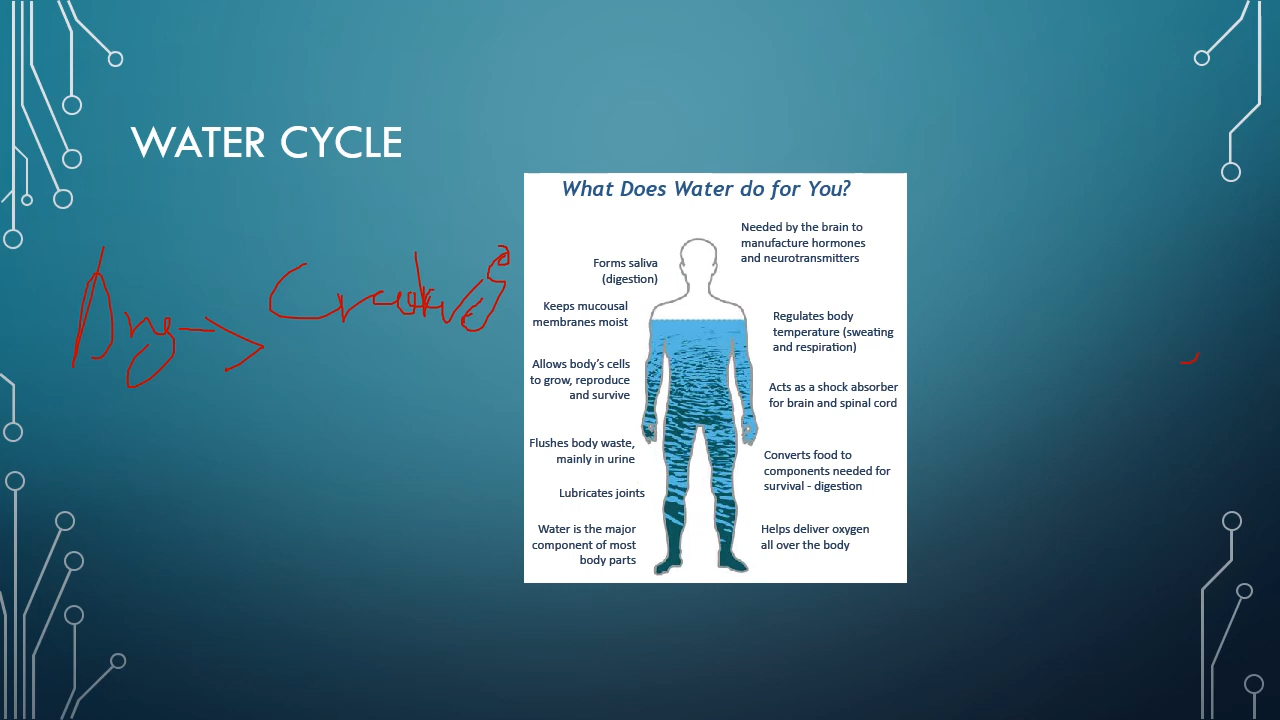 WATER CYCLE
What Does Water do for You?
Needed by the brain to
manufacture hormones
and neurotransmitters
Forms saliva
(digestion)
Keeps mucousal
membranes moist
Regulates body
temperature (sweating
and respiration)
Allows body's cells
to grow, reproduce
and survive
Acts as a shock absorber
for brain and spinal cord
Flushes body waste,
mainly in urine
Converts food to
components needed for
survival - digestion
Lubricates joints
Water is the major
component of most
body parts
Helps deliver oxygen
all over the body
Dry →